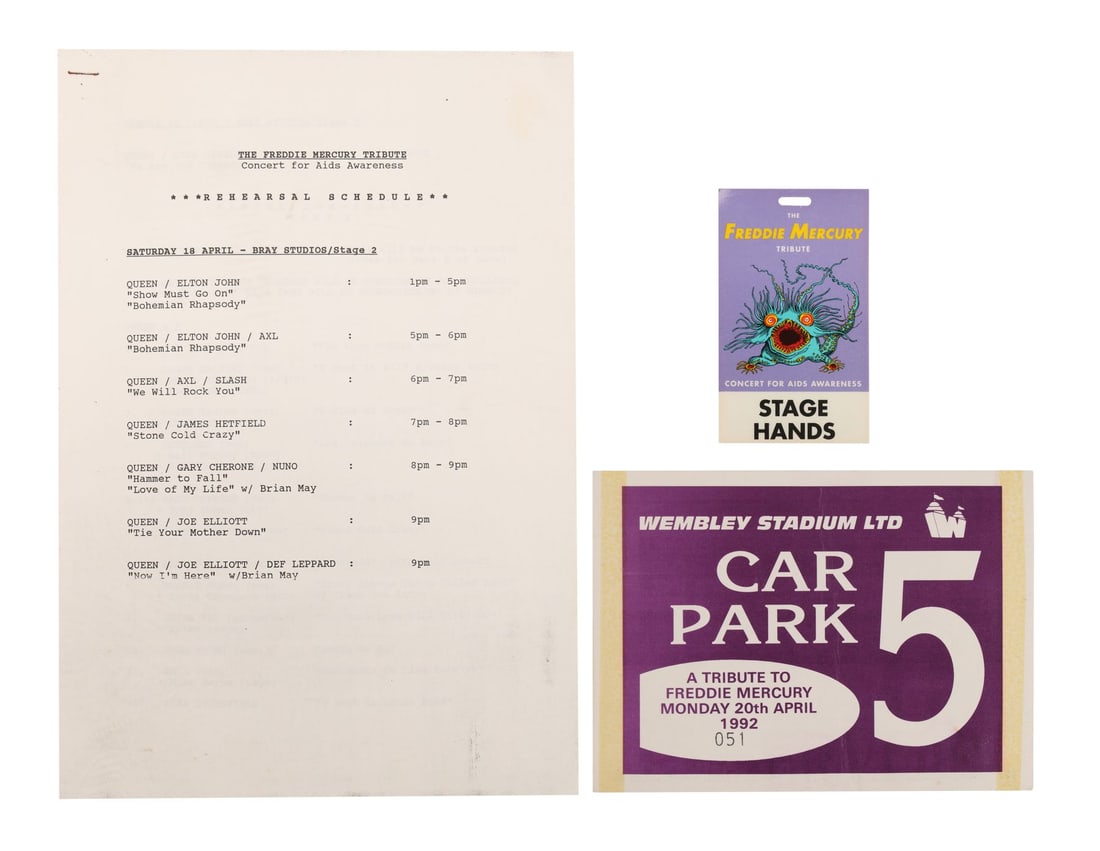 THE FREDDIE MERCURY TRIBUTE
Concert for Aids Awareness
***REHEARSAL SCHEDULE**
SATURDAY 18 APRIL - BRAY STUDIOS/Stage 2
QUEEN / ELTON JOHN : 1pm - 5pm
"Show Must Go On"
"Bohemian Rhapsody"
QUEEN / ELTON JOHN / AXL : 5pm - 6pm
"Bohemian Rhapsody"
QUEEN / AXL / SLASH : 6pm - 7pm
"We Will Rock You"
QUEEN / JAMES HETFIELD : 7pm - 8pm
"Stone Cold Crazy"
QUEEN / GARY CHERONE / NUNO : 8pm - 9pm
"Hammer to Fall"
"Love of My Life" w/ Brian May
QUEEN / JOE ELLIOTT : 9pm
"Tie Your Mother Down"
QUEEN / JOE ELLIOTT / DEF LEPPARD : 9pm
"Now I'm Here" w/Brian May
THE
FREDDIE MERCURY
TRIBUTE
CONCERT FOR AIDS AWARENESS
STAGE
HANDS
WEMBLEY STADIUM LTD
W
CAR
PARK
5
A TRIBUTE TO
FREDDIE MERCURY
MONDAY 20th APRIL
1992
051